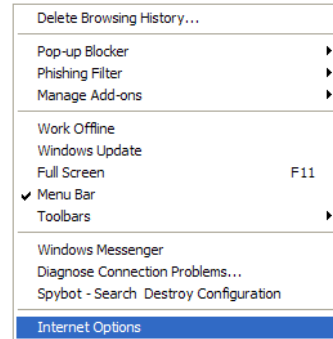 Delete Browsing History...
Pop-up Blocker
Phishing Filter
Manage Add-ons
Work Offline
Windows Update
Full Screen F11
Menu Bar
Toolbars
Windows Messenger
Diagnose Connection Problems...
Spybot - Search Destroy Configuration
Internet Options